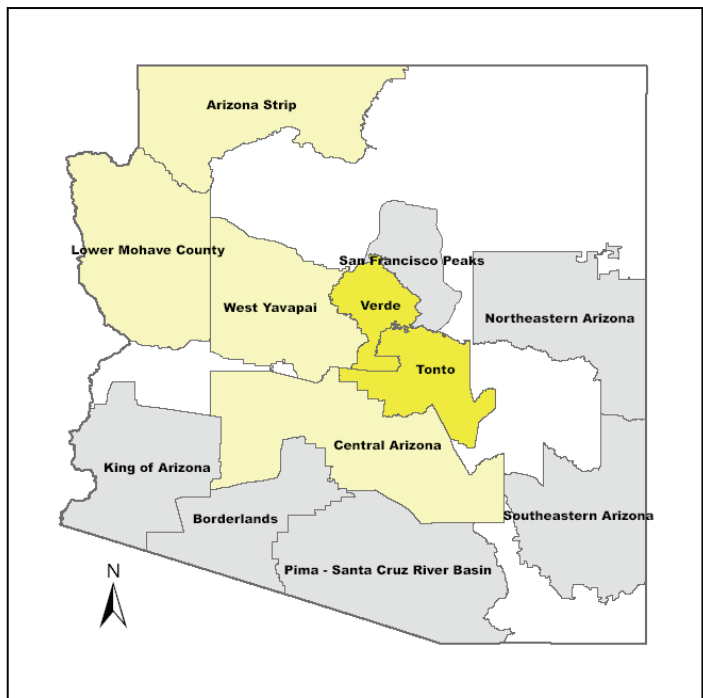 Arizona Strip
Lower Mohave County
San Francisco Peaks
West Yavapai
Verde
Northeastern Arizona
Tonto
Central Arizona
King of Arizona
Borderlands
Southeastern Arizona
Pima - Santa Cruz River Basin
N